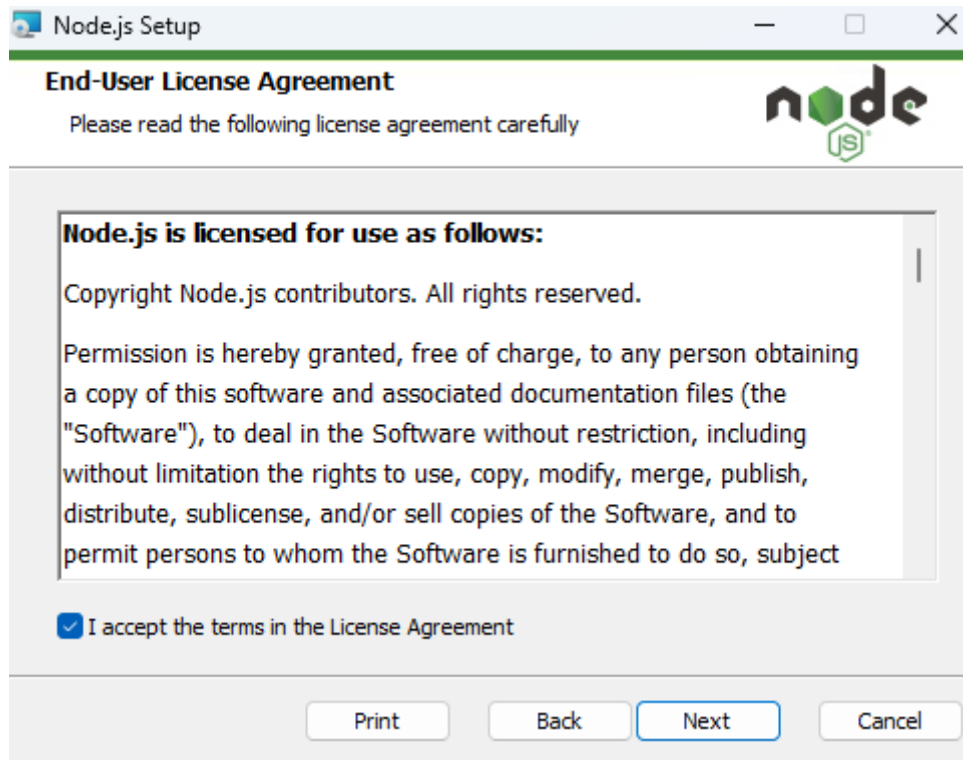 Node.js Setup
End-User License Agreement
Please read the following license agreement carefully
node
JS
Node.js is licensed for use as follows:
Copyright Node.js contributors. All rights reserved.
Permission is hereby granted, free of charge, to any person obtaining
a copy of this software and associated documentation files (the
"Software"), to deal in the Software without restriction, including
without limitation the rights to use, copy, modify, merge, publish,
distribute, sublicense, and/or sell copies of the Software, and to
permit persons to whom the Software is furnished to do so, subject
I accept the terms in the License Agreement
Print Back Next Cancel